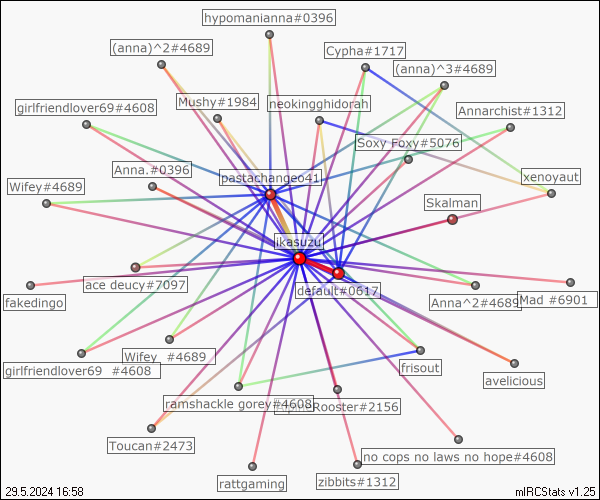 hypomanianna#0396
(anna)^2#4689
Cypha#1717
(anna)^3#4689
girlfriendlover69#4608
Mushy#1984
neokingghidorah
Annarchist#1312
Soxy Foxy#5076
Anna.#0396
pastachangeo41
xenoyaut
Wifey#4689
Skalman
ikasuzu
ace deucy#7097
default#0617
fakedingo
Anna^2#4689
Mad #6901
girlfriendlover69 #4608
Wifey #4689
frisout
avelicious
ramshackle gorey#4608
Rooster#2156
Toucan#2473
no cops no laws no hope#4608
rattgaming
zibbits#1312
29.5.2024 16:58
mIRCStats v1.25